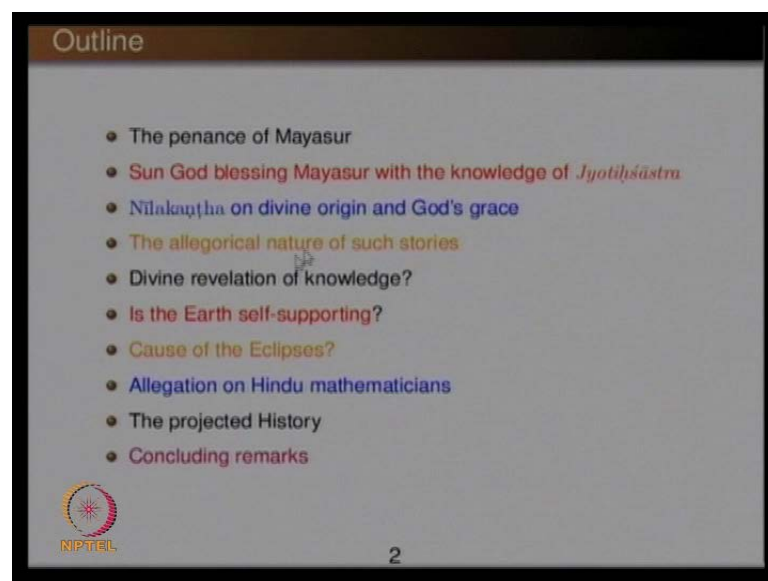 Outline
The penance of Mayasur
Sun God blessing Mayasur with the knowledge of Jyotiḥśāstra
Nīlakaṇṭha on divine origin and God's grace
The allegorical nature of such stories
Divine revelation of knowledge?
Is the Earth self-supporting?
Cause of the Eclipses?
Allegation on Hindu mathematicians
The projected History
Concluding remarks
NPTEL
2